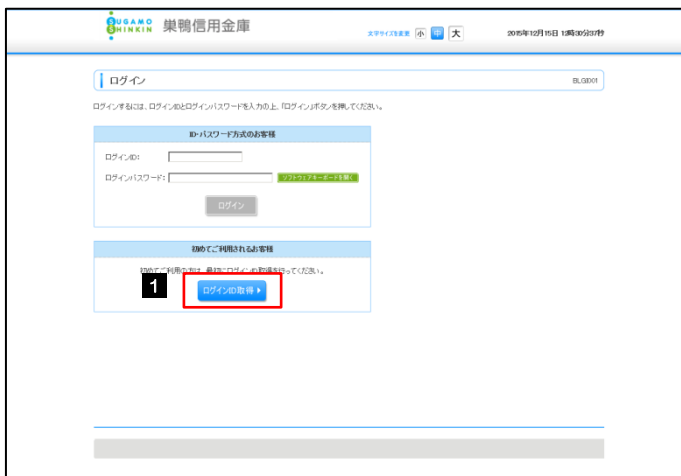 SUGAMO SHINKIN 巣鴨信用金庫
文字サイズを変更 小 中 大
2015年12月15日 13時30分37秒
ログイン
BLGI001
ログインするには、ログインIDとログインパスワードを入力の上、「ログイン」ボタンを押してください。
ID・パスワード方式のお客様
ログインID：
ログインパスワード：
ソフトウェアキーボードを開く
ログイン
初めてご利用されるお客様
初めてご利用の方は、最初にログインID取得を行ってください。
1
ログインID取得